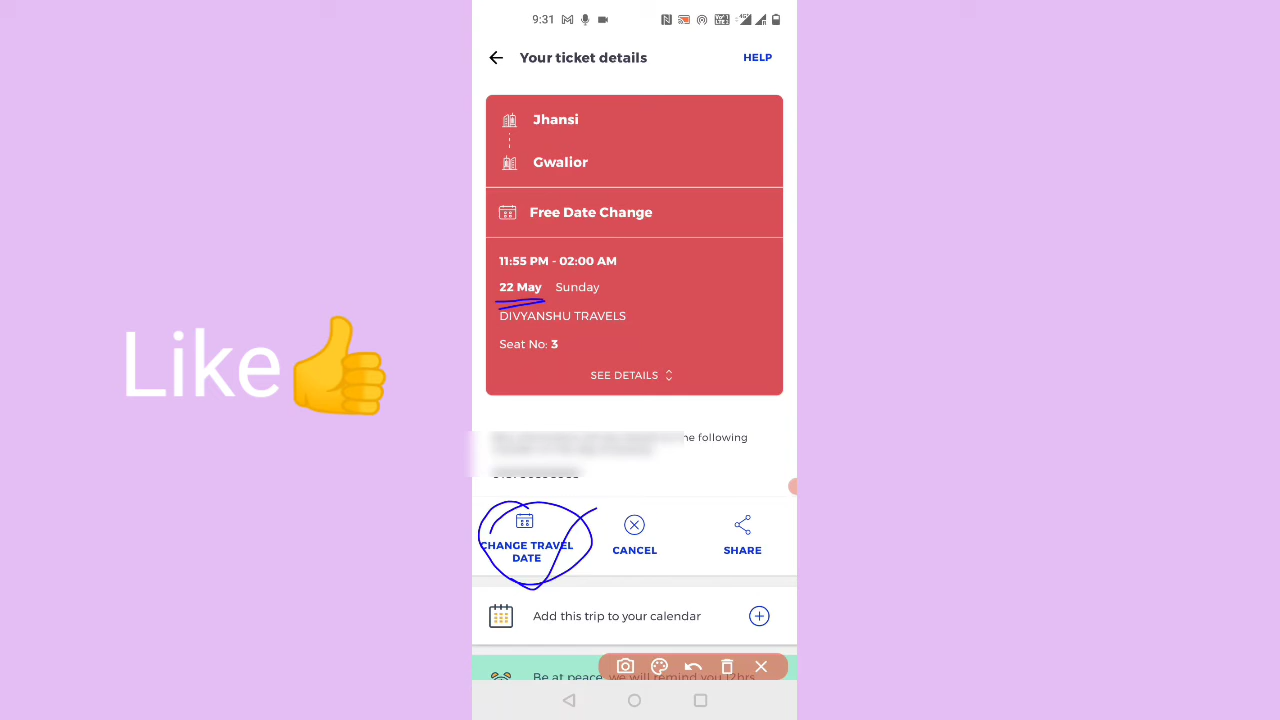 9:31
Your ticket details
HELP
Jhansi
Gwalior
Free Date Change
11:55 PM - 02:00 AM
22 May Sunday
DIVYANSHU TRAVELS
Seat No: 3
SEE DETAILS
following
CHANGE TRAVEL
DATE
CANCEL
SHARE
Add this trip to your calendar
Be at peace, we will remind you 12hrs
Like👍